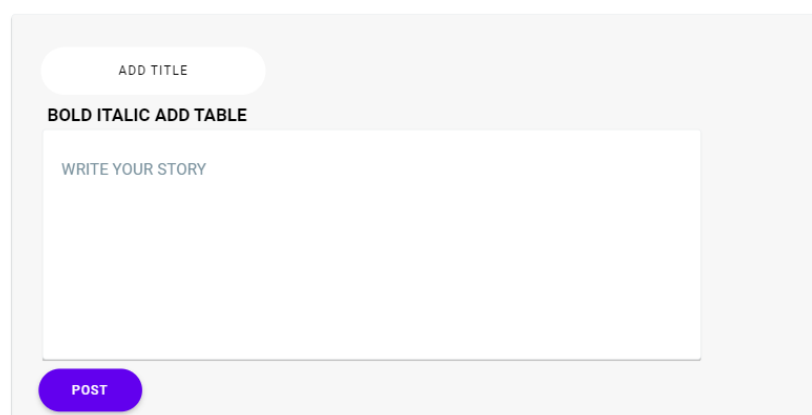 ADD TITLE
BOLD ITALIC ADD TABLE
WRITE YOUR STORY
POST